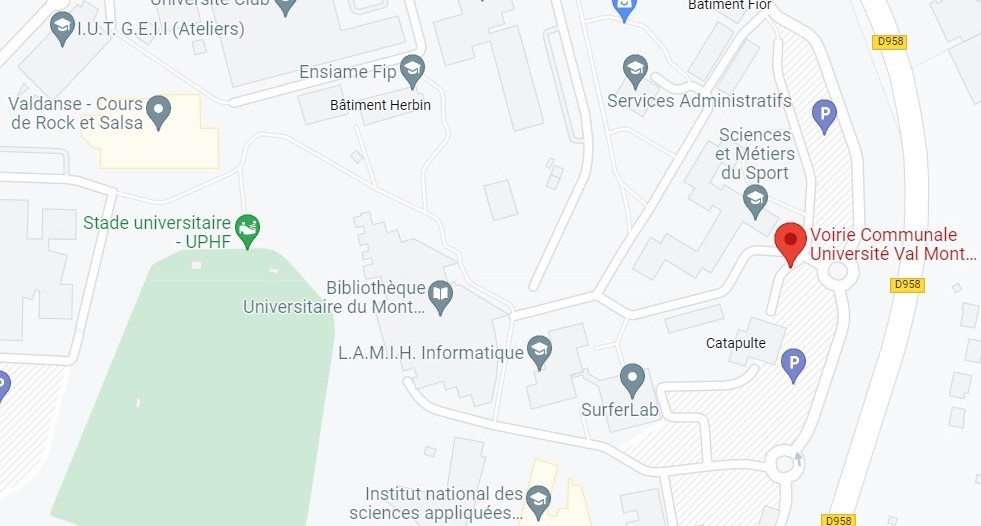 Université Club
Bâtiment Fior
I.U.T. G.E.I.I (Ateliers)
D958
Ensiame Fip
Bâtiment Herbin
Services Administratifs
Valdanse - Cours
de Rock et Salsa
P
Sciences
et Métiers
du Sport
Stade universitaire
- UPHF
Voirie Communale
Université Val Mont...
D958
Bibliothèque
Universitaire du Mont...
L.A.M.I.H. Informatique
Catapulte
P
P
SurferLab
Institut national des
sciences appliquées...
D958